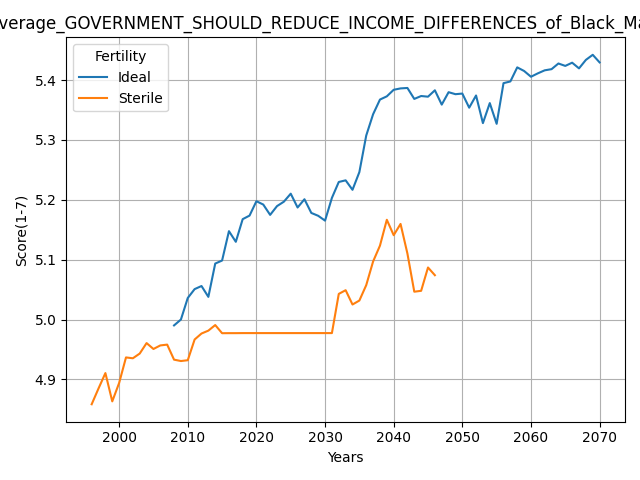 verage_GOVERNMENT_SHOULD_REDUCE_INCOME_DIFFERENCES_of_Black_Ma
Fertility
Ideal
Sterile
Score(1-7)
5.4
5.3
5.2
5.1
5.0
4.9
2000 2010 2020 2030 2040 2050 2060 2070
Years